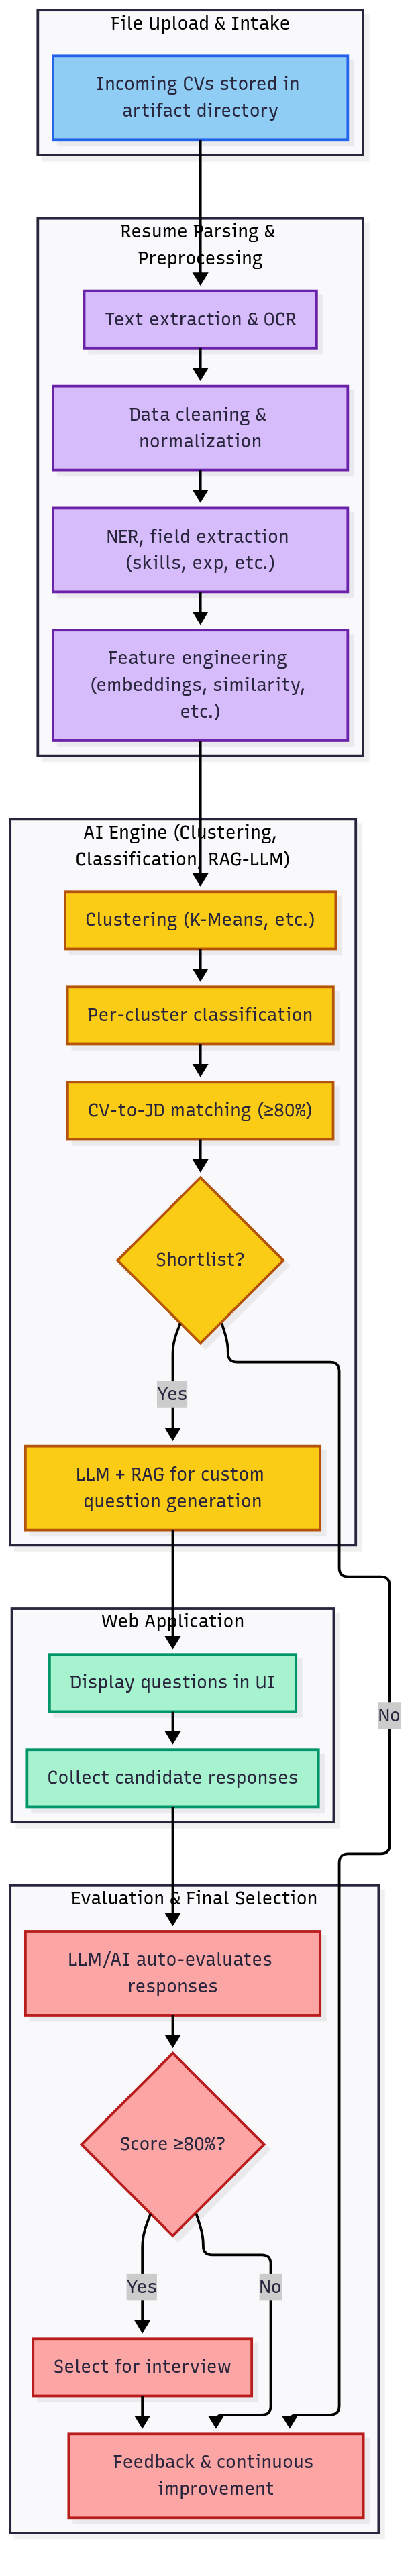 File Upload & Intake
Incoming CVs stored in
artifact directory
Resume Parsing &
Preprocessing
Text extraction & OCR
Data cleaning &
normalization
NER, field extraction
(skills, exp, etc.)
Feature engineering
(embeddings, similarity,
etc.)
AI Engine (Clustering,
Classification, RAG-LLM)
Clustering (K-Means, etc.)
Per-cluster classification
CV-to-JD matching (≥80%)
Shortlist?
Yes
LLM + RAG for custom
question generation
Web Application
Display questions in UI
No
Collect candidate responses
Evaluation & Final Selection
LLM/AI auto-evaluates
responses
Score ≥80%?
Yes
No
Select for interview
Feedback & continuous
improvement